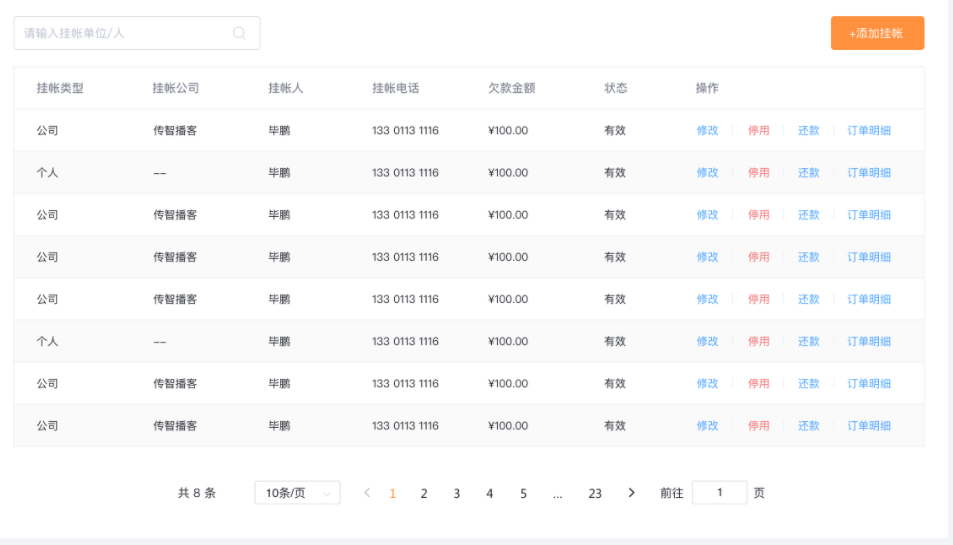 请输入挂帐单位/人
+添加挂帐
挂帐类型 挂帐公司 挂帐人 挂帐电话 欠款金额 状态 操作
公司 传智播客 毕鹏 133 0113 1116 ¥100.00 有效 修改 停用 还款 订单明细
个人 -- 毕鹏 133 0113 1116 ¥100.00 有效 修改 停用 还款 订单明细
公司 传智播客 毕鹏 133 0113 1116 ¥100.00 有效 修改 停用 还款 订单明细
公司 传智播客 毕鹏 133 0113 1116 ¥100.00 有效 修改 停用 还款 订单明细
公司 传智播客 毕鹏 133 0113 1116 ¥100.00 有效 修改 停用 还款 订单明细
个人 -- 毕鹏 133 0113 1116 ¥100.00 有效 修改 停用 还款 订单明细
公司 传智播客 毕鹏 133 0113 1116 ¥100.00 有效 修改 停用 还款 订单明细
公司 传智播客 毕鹏 133 0113 1116 ¥100.00 有效 修改 停用 还款 订单明细
共 8 条 10条/页 < 1 2 3 4 5 ... 23 > 前往 1 页